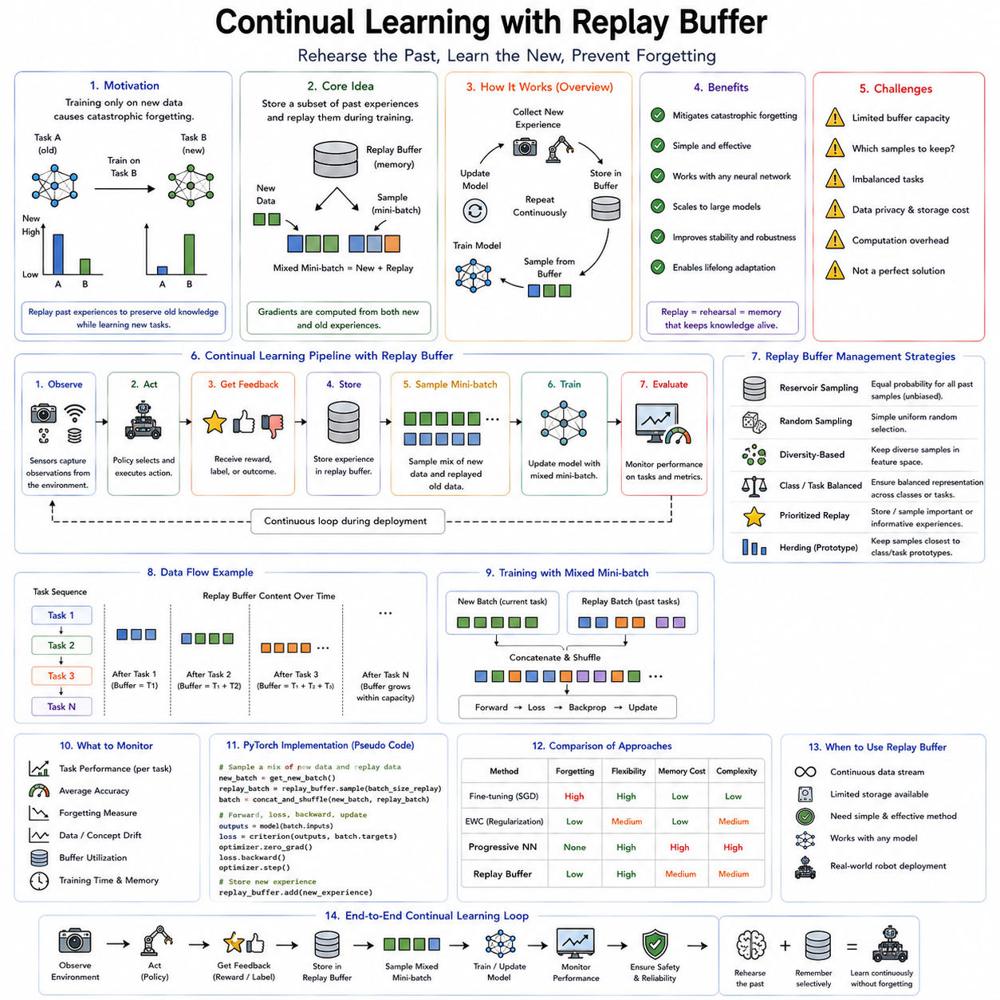 Continual Learning with Replay Buffer
Rehearse the Past, Learn the New, Prevent Forgetting
1. Motivation
Training only on new data
causes catastrophic forgetting.
Task A
(old)
Task B
(new)
Train on
Task B
New
High
Low
A
B
A
B
Replay past experiences to preserve old knowledge
while learning new tasks.
2. Core Idea
Store a subset of past experiences
and replay them during training.
Replay Buffer
(memory)
New
Data
Sample
(mini-batch)
Mixed Mini-batch = New + Replay
Gradients are computed from both new
and old experiences.
3. How It Works (Overview)
Collect New
Experience
Update
Model
Store in
Buffer
Repeat
Continuously
Train Model
Sample from
Buffer
4. Benefits
Mitigates catastrophic forgetting
Simple and effective
Works with any neural network
Scales to large models
Improves stability and robustness
Enables lifelong adaptation
Replay = rehearsal = memory
that keeps knowledge alive.
5. Challenges
Limited buffer capacity
Which samples to keep?
Imbalanced tasks
Data privacy & storage cost
Computation overhead
Not a perfect solution
6. Continual Learning Pipeline with Replay Buffer
1. Observe
Sensors capture
observations from
the environment.
2. Act
Policy selects and
executes action.
3. Get Feedback
Receive reward,
label, or outcome.
4. Store
Store experience
in replay buffer.
5. Sample Mini-batch
...
Sample mix of new
data and replayed
old data.
6. Train
Update model with
mixed mini-batch.
7. Evaluate
Monitor performance
on tasks and metrics.
Continuous loop during deployment
7. Replay Buffer Management Strategies
Reservoir Sampling
Equal probability for all past
samples (unbiased).
Random Sampling
Simple uniform random
selection.
Diversity-Based
Keep diverse samples in
feature space.
Class / Task Balanced
Ensure balanced representation
across classes or tasks.
Prioritized Replay
Store / sample important or
informative experiences.
Herding (Prototype)
Keep samples closest to
class/task prototypes.
8. Data Flow Example
Task Sequence
Task 1
Task 2
Task 3
Task N
Replay Buffer Content Over Time
After Task 1
(Buffer = T1)
After Task 2
(Buffer = T1 + T2)
...
After Task 3
(Buffer = T₁ + T₂ + T₃)
...
After Task N
(Buffer grows
within capacity)
9. Training with Mixed Mini-batch
New Batch (current task)
Replay Batch (past tasks)
Concatenate & Shuffle
...
Forward → Loss → Backprop → Update
10. What to Monitor
Task Performance (per task)
Average Accuracy
Forgetting Measure
Data / Concept Drift
Buffer Utilization
Training Time & Memory
11. PyTorch Implementation (Pseudo Code)
# Sample a mix of new data and replay data
new_batch = get_new_batch()
replay_batch = replay_buffer.sample(batch_size_replay)
batch = concat_and_shuffle(new_batch, replay_batch)
# Forward, loss, backward, update
outputs = model(batch.inputs)
loss = criterion(outputs, batch.targets)
optimizer.zero_grad()
loss.backward()
optimizer.step()
# Store new experience
replay_buffer.add(new_experience)
12. Comparison of Approaches
Method Forgetting Flexibility Memory Cost Complexity
Fine-tuning (SGD) High High Low Low
EWC (Regularization) Low Medium Low Medium
Progressive NN None High High High
Replay Buffer Low High Medium Medium
13. When to Use Replay Buffer
Continuous data stream
Limited storage available
Need simple & effective method
Works with any model
Real-world robot deployment
14. End-to-End Continual Learning Loop
Observe
Environment
Act
(Policy)
Get Feedback
(Reward / Label)
Store in
Replay Buffer
Sample Mixed
Mini-batch
Train / Update
Model
Monitor
Performance
Ensure Safety
& Reliability
Rehearse
the past
+
Remember
selectively
=
Learn continuously
without forgetting